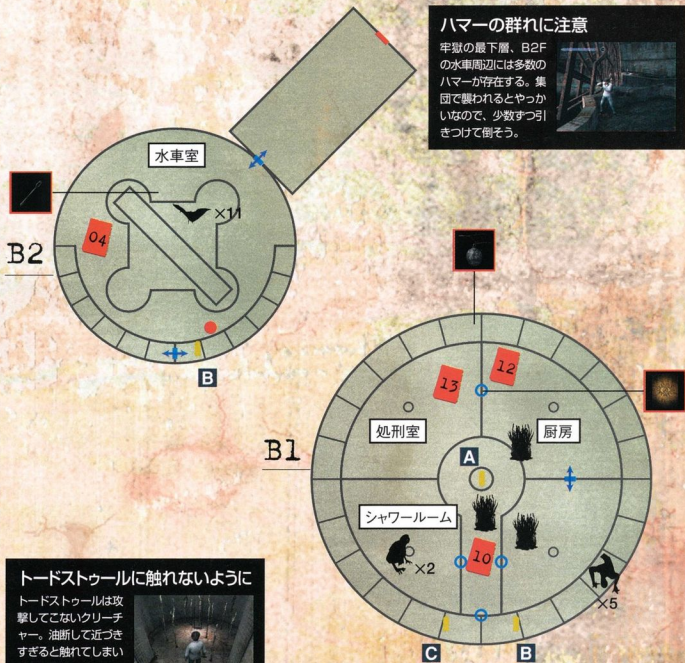 ハマーの群れに注意
牢獄の最下層、B2F
の水車周辺には多数の
ハマーが存在する。集
団で襲われるとやっか
いなので、少数ずつ引
きつけて倒そう。
水車室
×11
04
B2
B
12
13
処刑室
厨房
B1
A
シャワールーム
10
×2
×5
C
B
トードストゥールに触れないように
トードストゥールは攻
撃してこないクリーチ
ャー。油断して近づき
すぎると触れてしまい